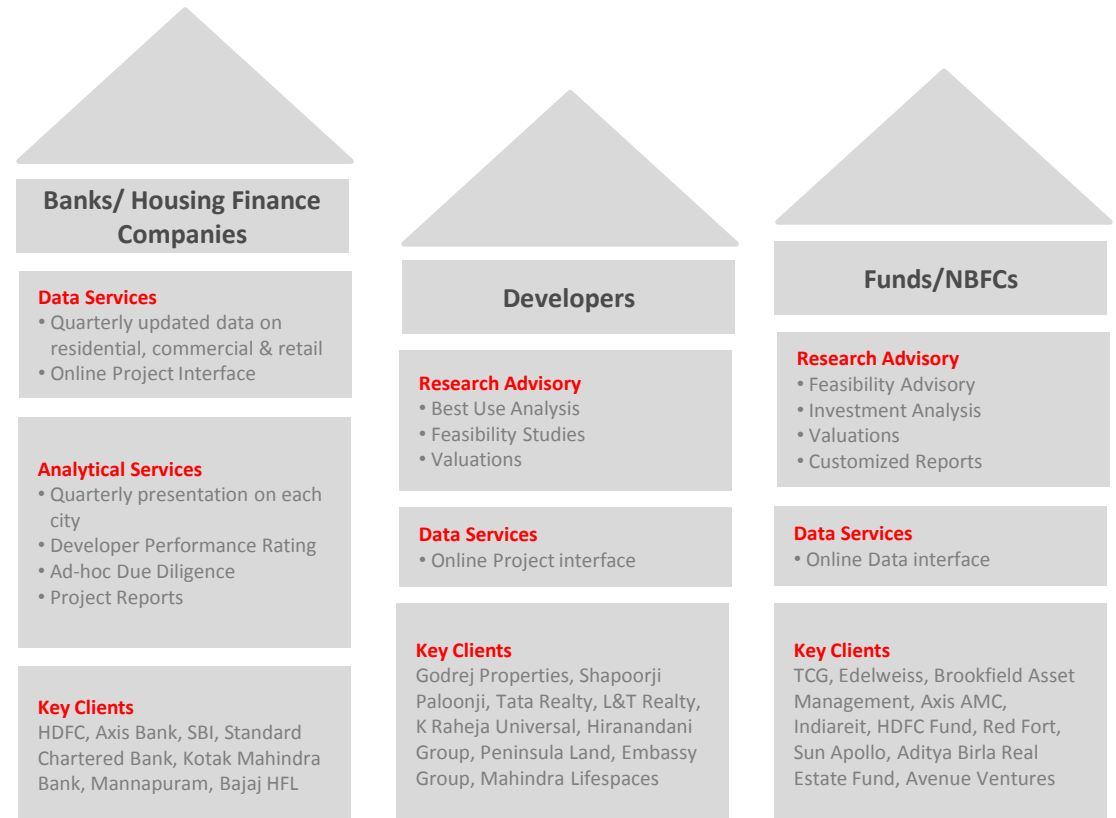 Banks/ Housing Finance
Companies
Data Services
• Quarterly updated data on
residential, commercial & retail
• Online Project Interface
Analytical Services
• Quarterly presentation on each
city
• Developer Performance Rating
• Ad-hoc Due Diligence
• Project Reports
Key Clients
HDFC, Axis Bank, SBI, Standard
Chartered Bank, Kotak Mahindra
Bank, Mannapuram, Bajaj HFL
Developers
Research Advisory
• Best Use Analysis
• Feasibility Studies
• Valuations
Data Services
• Online Project interface
Key Clients
Godrej Properties, Shapoorji
Paloonji, Tata Realty, L&T Realty,
K Raheja Universal, Hiranandani
Group, Peninsula Land, Embassy
Group, Mahindra Lifespaces
Funds/NBFCs
Research Advisory
• Feasibility Advisory
• Investment Analysis
• Valuations
• Customized Reports
Data Services
• Online Data interface
Key Clients
TCG, Edelweiss, Brookfield Asset
Management, Axis AMC,
Indiareit, HDFC Fund, Red Fort,
Sun Apollo, Aditya Birla Real
Estate Fund, Avenue Ventures